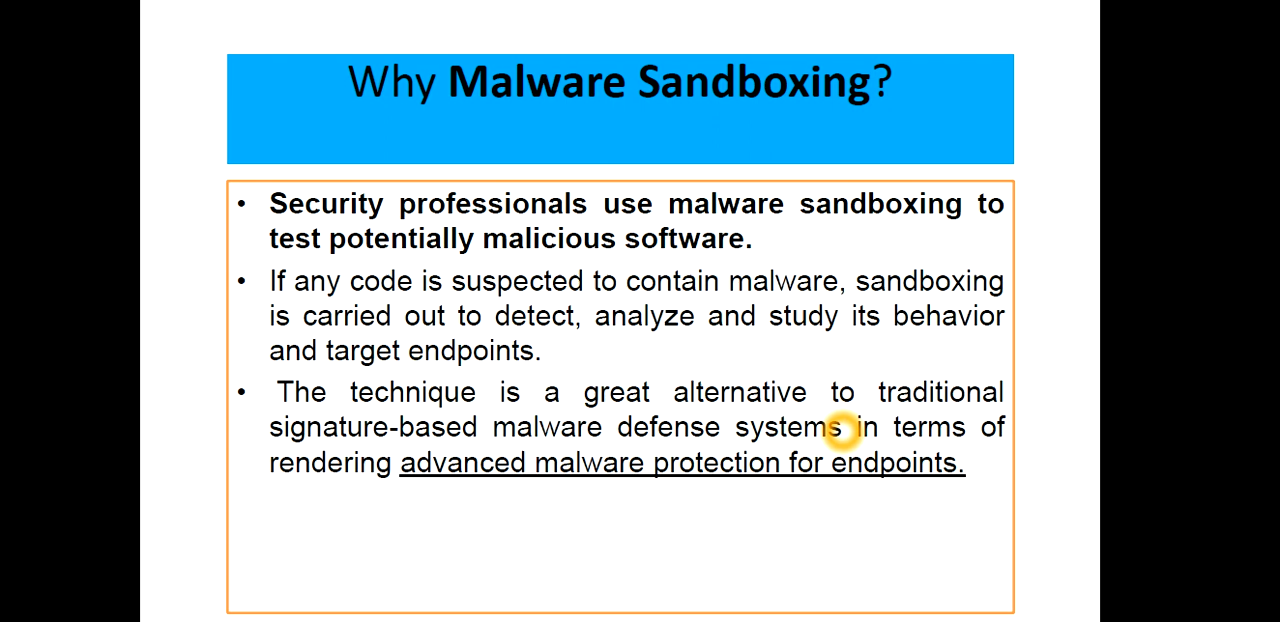 Why Malware Sandboxing?
• Security professionals use malware sandboxing to
test potentially malicious software.
• If any code is suspected to contain malware, sandboxing
is carried out to detect, analyze and study its behavior
and target endpoints.
• The technique is a great alternative to traditional
signature-based malware defense systems in terms of
rendering advanced malware protection for endpoints.